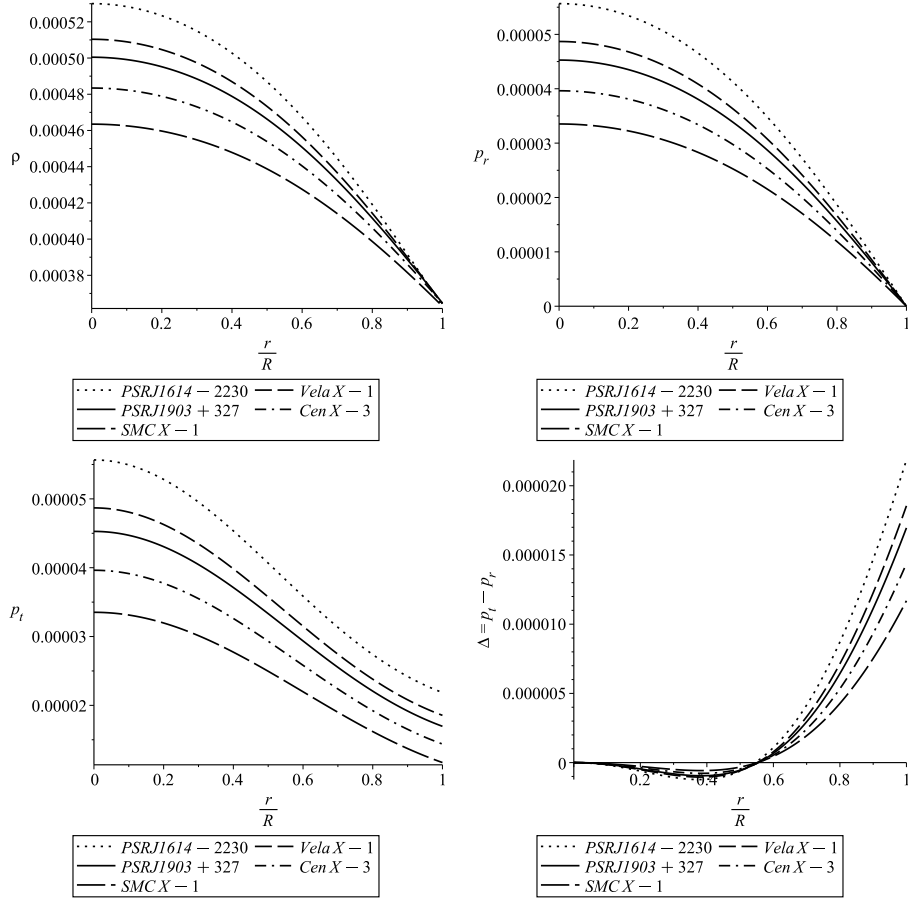 0.00052
0.00050
0.00048
0.00046
0.00044
0.00042
0.00040
0.00038
ρ
0 0.2 0.4 0.6 0.8 1
r
R
PSRJ1614 − 2230 Vela X − 1
PSRJ1903 + 327 Cen X − 3
SMC X − 1
0.00005
0.00004
0.00003
0.00002
0.00001
0
p_r
0 0.2 0.4 0.6 0.8 1
r
R
PSRJ1614 − 2230 Vela X − 1
PSRJ1903 + 327 Cen X − 3
SMC X − 1
0.00005
0.00004
0.00003
0.00002
p_t
0 0.2 0.4 0.6 0.8 1
r
R
PSRJ1614 − 2230 Vela X − 1
PSRJ1903 + 327 Cen X − 3
SMC X − 1
0.000020
0.000015
0.000010
0.000005
0
Δ = p_t − p_r
0.2 0.4 0.6 0.8 1
r
R
PSRJ1614 − 2230 Vela X − 1
PSRJ1903 + 327 Cen X − 3
SMC X − 1